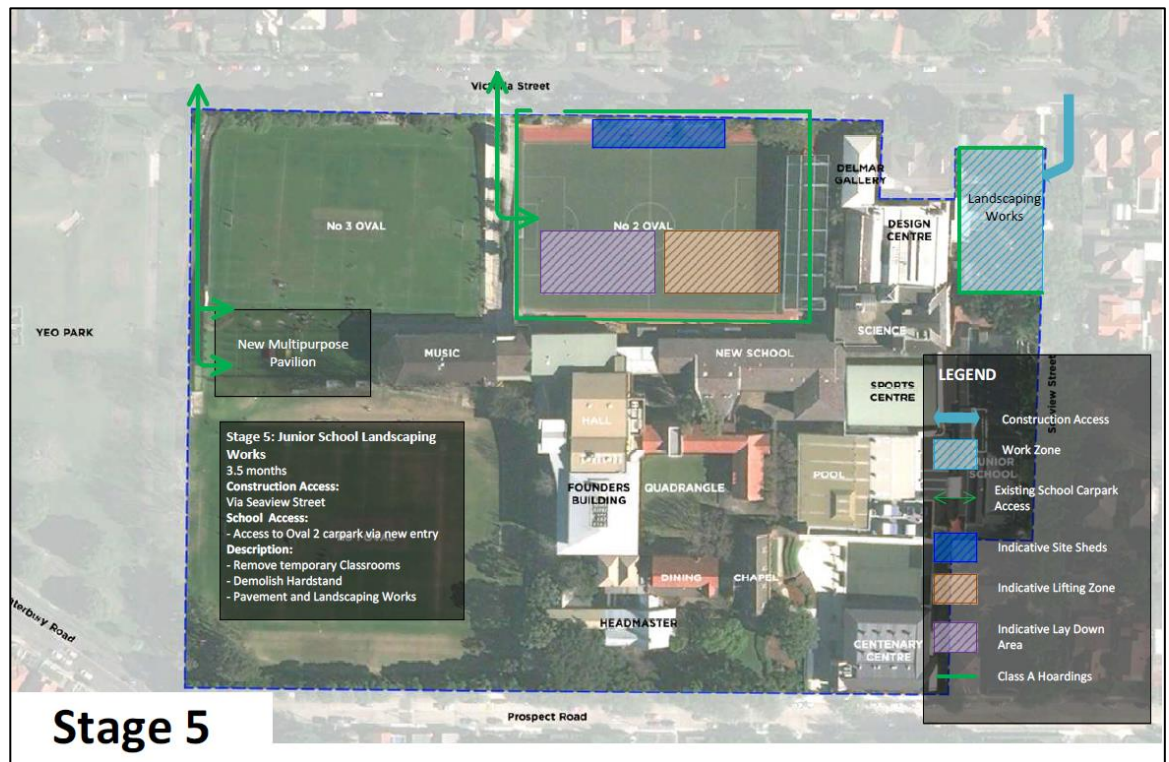 Victoria Street
DELMAR
GALLERY
No 3 OVAL
No 2 OVAL
DESIGN
CENTRE
Landscaping
Works
YEO PARK
New Multipurpose
Pavilion
MUSIC
NEW SCHOOL
SCIENCE
SPORTS
CENTRE
HALL
FOUNDERS
BUILDING
QUADRANGLE
POOL
DINING
CHAPEL
HEADMASTER
CENTENARY
CENTRE
JUNIOR
SCHOOL
Stage 5: Junior School Landscaping
Works
3.5 months
Construction Access:
Via Seaview Street
School Access:
- Access to Oval 2 carpark via new entry
Description:
- Remove temporary Classrooms
- Demolish Hardstand
- Pavement and Landscaping Works
LEGEND
Construction Access
Work Zone
Existing School Carpark
Access
Indicative Site Sheds
Indicative Lifting Zone
Indicative Lay Down
Area
Class A Hoardings
Road
Prospect Road
Stage 5